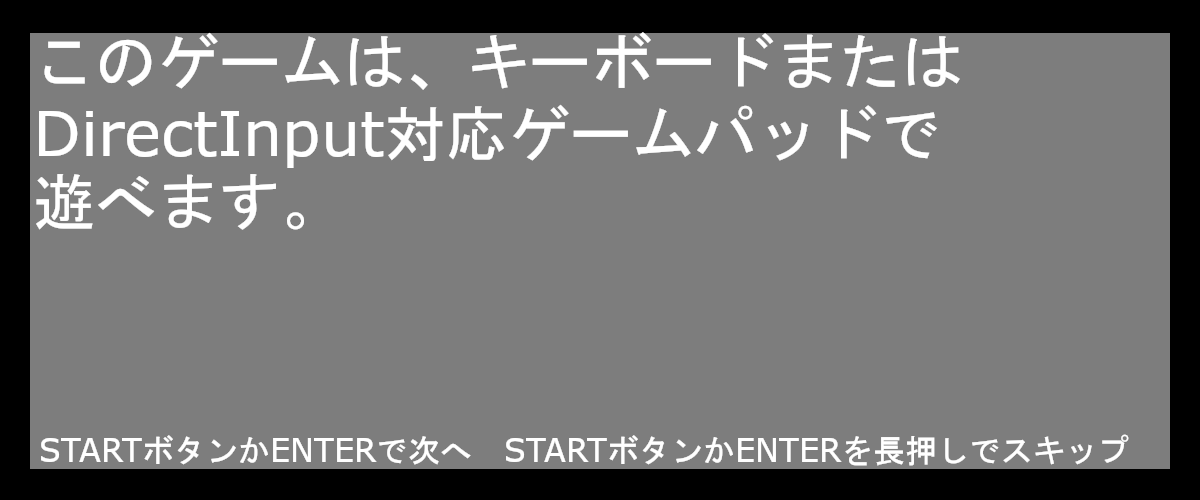 このゲームは、キーボードまたは
DirectInput対応ゲームパッドで
遊べます。
STARTボタンかENTERで次へ　STARTボタンかENTERを長押しでスキップ